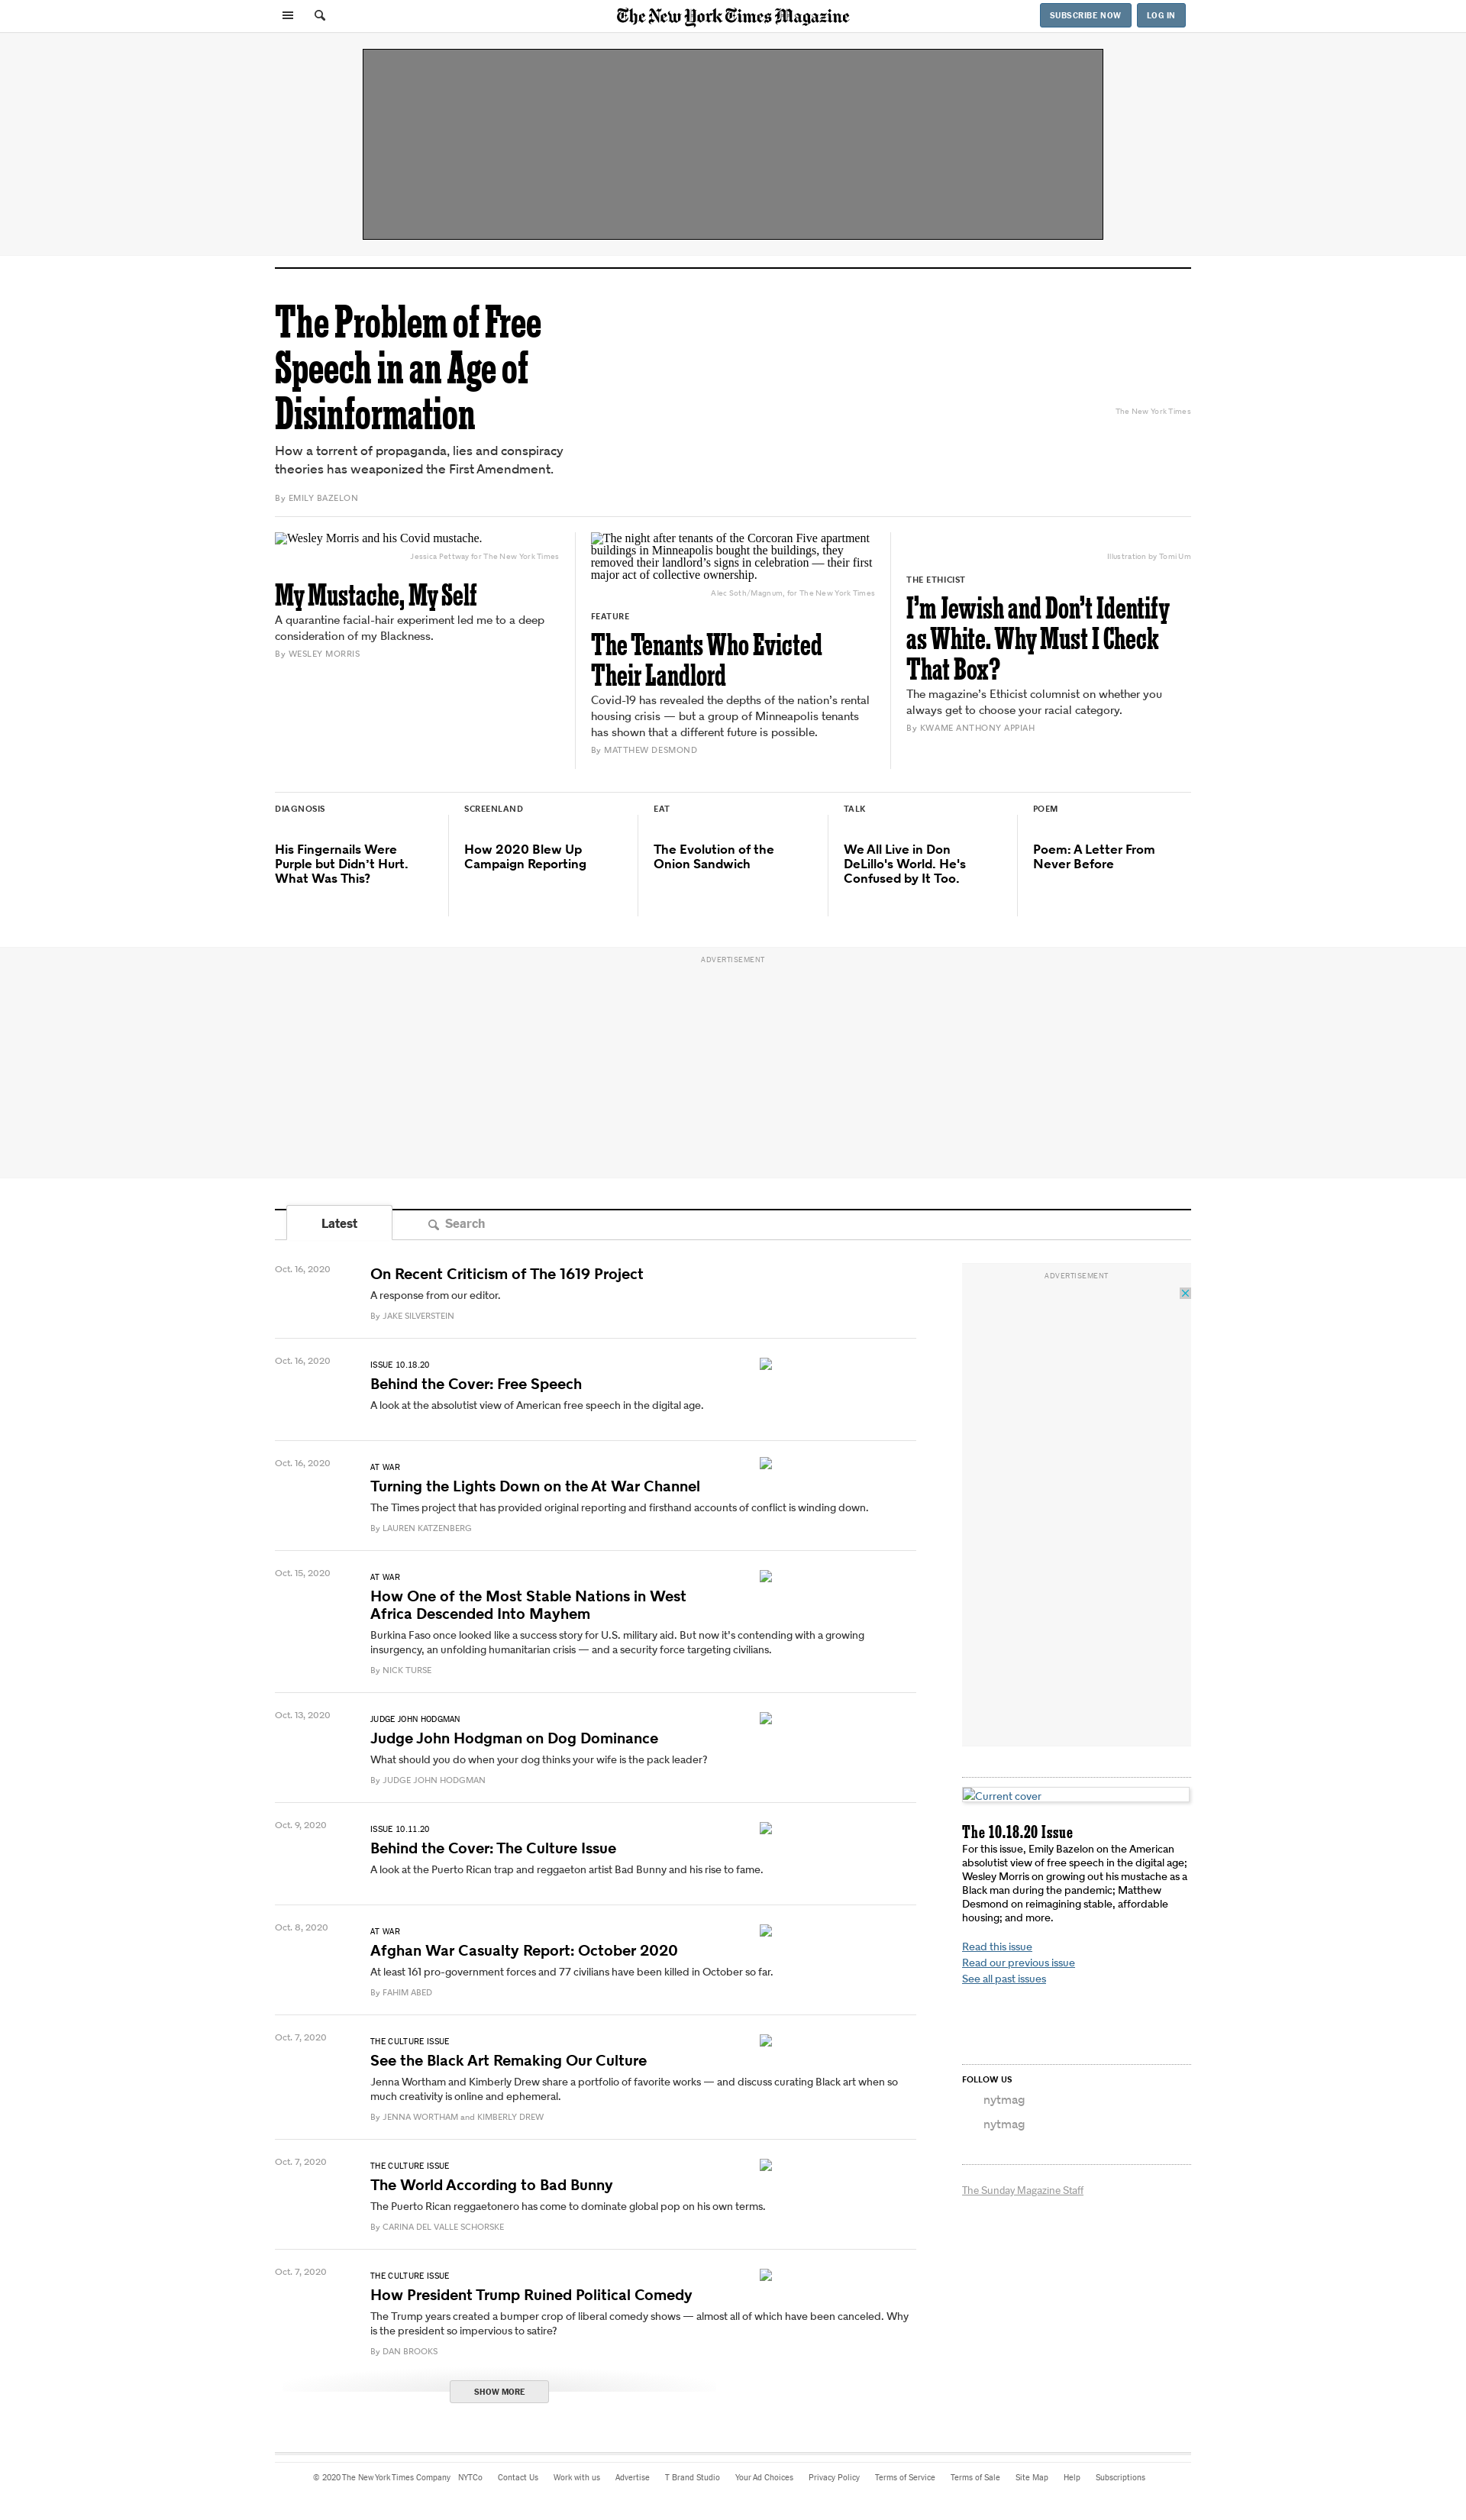 The New York Times Magazine
SUBSCRIBE NOW
LOG IN
The Problem of Free
Speech in an Age of
Disinformation
The New York Times
How a torrent of propaganda, lies and conspiracy
theories has weaponized the First Amendment.
By EMILY BAZELON
Wesley Morris and his Covid mustache.
Jessica Pettway for The New York Times
My Mustache, My Self
A quarantine facial-hair experiment led me to a deep
consideration of my Blackness.
By WESLEY MORRIS
The night after tenants of the Corcoran Five apartment
buildings in Minneapolis bought the buildings, they
removed their landlord’s signs in celebration — their first
major act of collective ownership.
Alec Soth/Magnum, for The New York Times
FEATURE
The Tenants Who Evicted
Their Landlord
Covid-19 has revealed the depths of the nation’s rental
housing crisis — but a group of Minneapolis tenants
has shown that a different future is possible.
By MATTHEW DESMOND
Illustration by Tomi Um
THE ETHICIST
I’m Jewish and Don’t Identify
as White. Why Must I Check
That Box?
The magazine’s Ethicist columnist on whether you
always get to choose your racial category.
By KWAME ANTHONY APPIAH
DIAGNOSIS
His Fingernails Were
Purple but Didn’t Hurt.
What Was This?
SCREENLAND
How 2020 Blew Up
Campaign Reporting
EAT
The Evolution of the
Onion Sandwich
TALK
We All Live in Don
DeLillo's World. He's
Confused by It Too.
POEM
Poem: A Letter From
Never Before
ADVERTISEMENT
Latest
Search
Oct. 16, 2020
On Recent Criticism of The 1619 Project
A response from our editor.
By JAKE SILVERSTEIN
Oct. 16, 2020
ISSUE 10.18.20
Behind the Cover: Free Speech
A look at the absolutist view of American free speech in the digital age.
Oct. 16, 2020
AT WAR
Turning the Lights Down on the At War Channel
The Times project that has provided original reporting and firsthand accounts of conflict is winding down.
By LAUREN KATZENBERG
Oct. 15, 2020
AT WAR
How One of the Most Stable Nations in West
Africa Descended Into Mayhem
Burkina Faso once looked like a success story for U.S. military aid. But now it’s contending with a growing
insurgency, an unfolding humanitarian crisis — and a security force targeting civilians.
By NICK TURSE
Oct. 13, 2020
JUDGE JOHN HODGMAN
Judge John Hodgman on Dog Dominance
What should you do when your dog thinks your wife is the pack leader?
By JUDGE JOHN HODGMAN
Oct. 9, 2020
ISSUE 10.11.20
Behind the Cover: The Culture Issue
A look at the Puerto Rican trap and reggaeton artist Bad Bunny and his rise to fame.
Oct. 8, 2020
AT WAR
Afghan War Casualty Report: October 2020
At least 161 pro-government forces and 77 civilians have been killed in October so far.
By FAHIM ABED
Oct. 7, 2020
THE CULTURE ISSUE
See the Black Art Remaking Our Culture
Jenna Wortham and Kimberly Drew share a portfolio of favorite works — and discuss curating Black art when so
much creativity is online and ephemeral.
By JENNA WORTHAM and KIMBERLY DREW
Oct. 7, 2020
THE CULTURE ISSUE
The World According to Bad Bunny
The Puerto Rican reggaetonero has come to dominate global pop on his own terms.
By CARINA DEL VALLE SCHORSKE
Oct. 7, 2020
THE CULTURE ISSUE
How President Trump Ruined Political Comedy
The Trump years created a bumper crop of liberal comedy shows — almost all of which have been canceled. Why
is the president so impervious to satire?
By DAN BROOKS
SHOW MORE
ADVERTISEMENT
Current cover
The 10.18.20 Issue
For this issue, Emily Bazelon on the American
absolutist view of free speech in the digital age;
Wesley Morris on growing out his mustache as a
Black man during the pandemic; Matthew
Desmond on reimagining stable, affordable
housing; and more.
Read this issue
Read our previous issue
See all past issues
FOLLOW US
nytmag
nytmag
The Sunday Magazine Staff
© 2020 The New York Times Company NYTCo Contact Us Work with us Advertise T Brand Studio Your Ad Choices Privacy Policy Terms of Service Terms of Sale Site Map Help Subscriptions